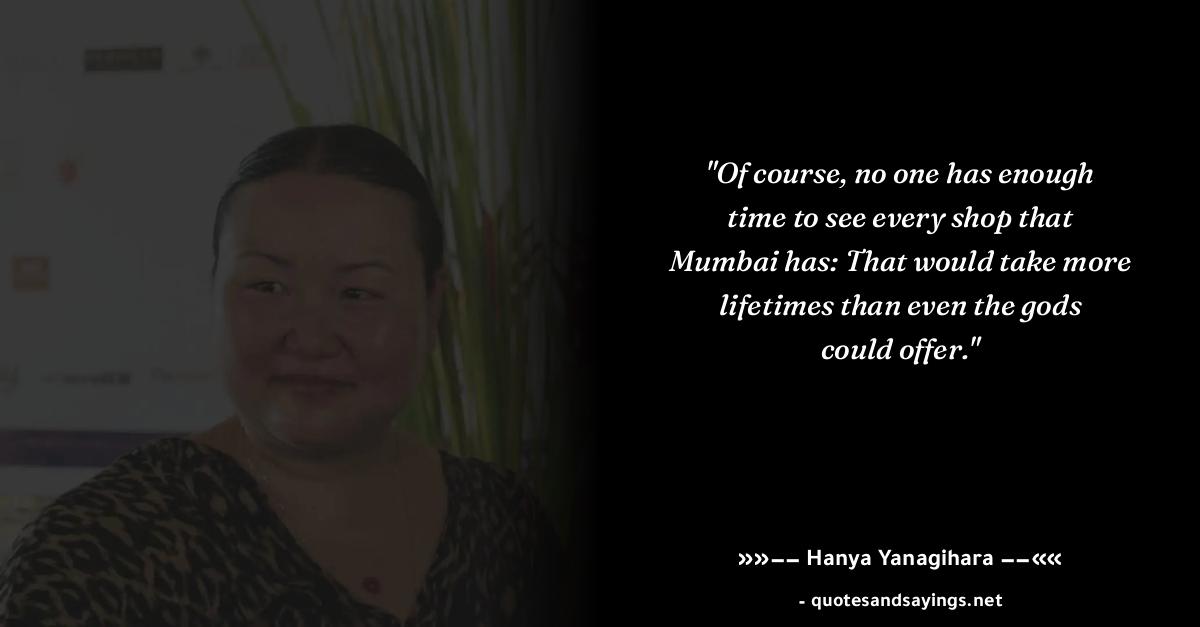 "Of course, no one has enough
time to see every shop that
Mumbai has: That would take more
lifetimes than even the gods
could offer."
»»–– Hanya Yanagihara ––««
- quotesandsayings.net